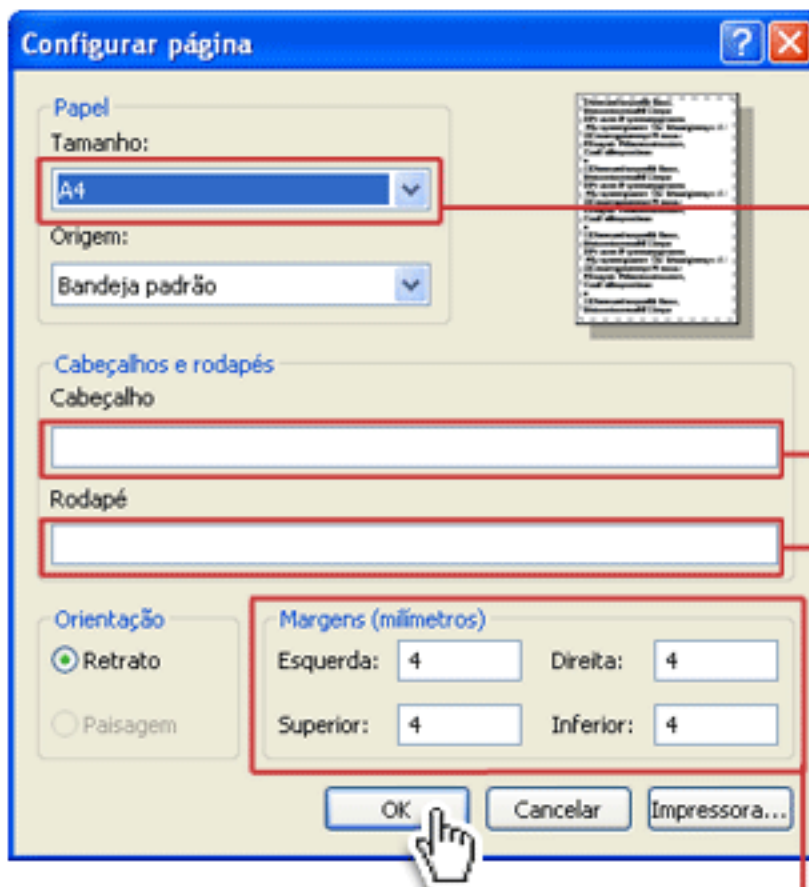 Configurar página
Papel
Tamanho:
A4
Origem:
Bandeja padrão
Cabeçalhos e rodapés
Cabeçalho
Rodapé
Orientação
Retrato
Paisagem
Margens (milímetros)
Esquerda: 4 Direita: 4
Superior: 4 Inferior: 4
OK Cancelar Impressora...